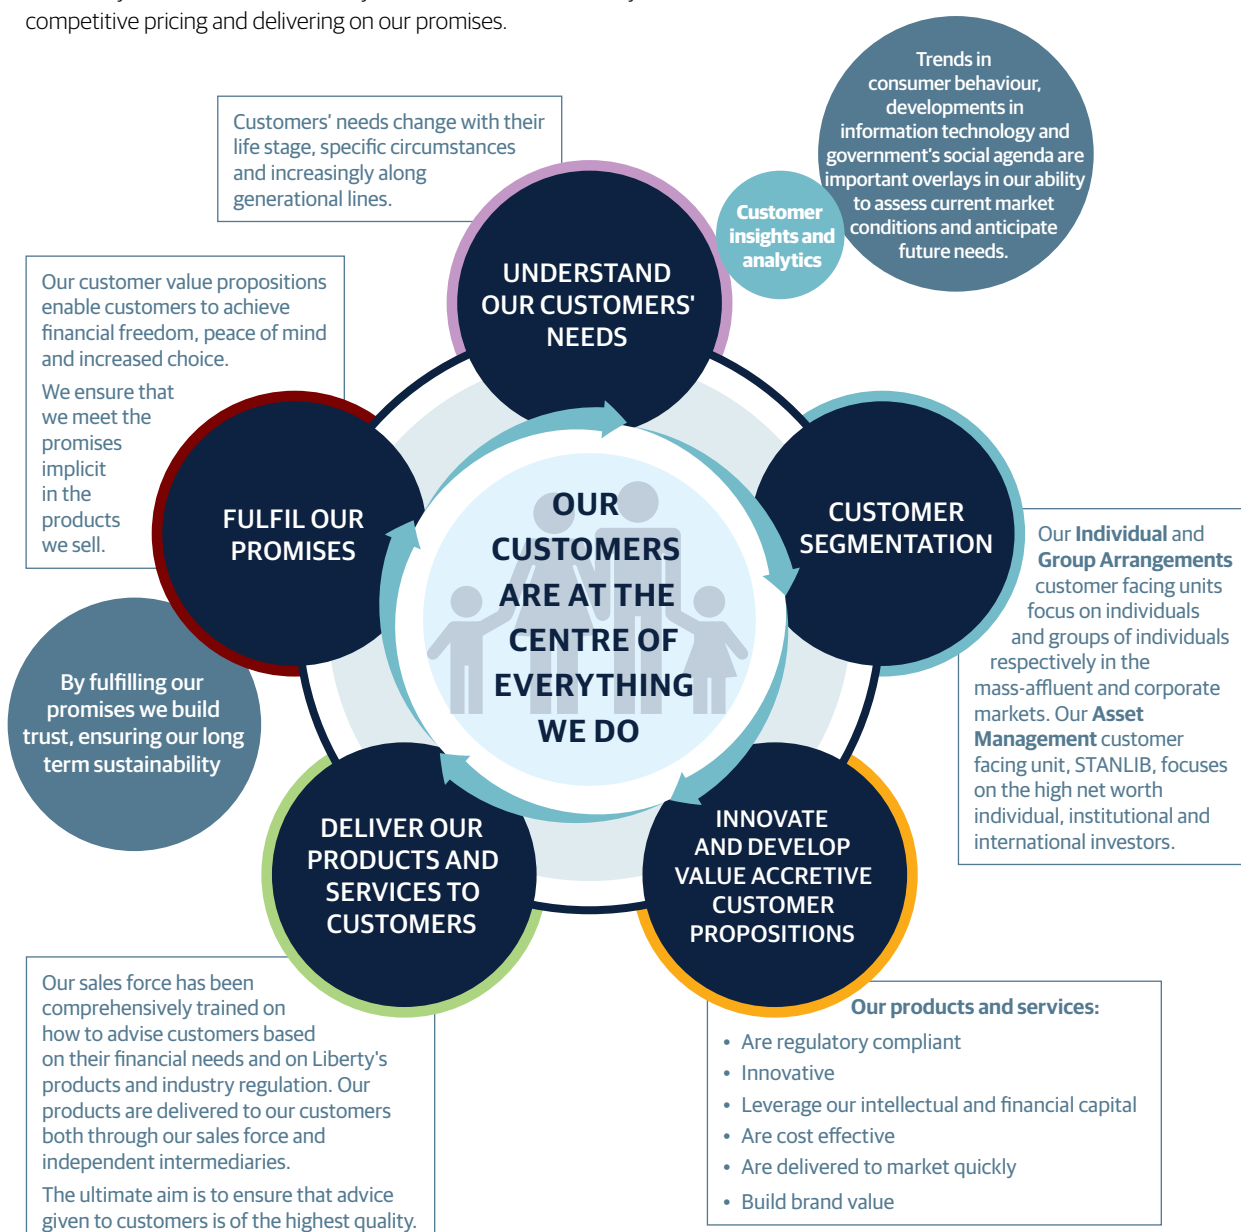 competitive pricing and delivering on our promises.
Trends in
consumer behaviour,
developments in
information technology and
government's social agenda are
important overlays in our ability
to assess current market
conditions and anticipate
future needs.
Customer
insights and
analytics
Customers' needs change with their
life stage, specific circumstances
and increasingly along
generational lines.
UNDERSTAND
OUR CUSTOMERS'
NEEDS
Our customer value propositions
enable customers to achieve
financial freedom, peace of mind
and increased choice.
We ensure that
we meet the
promises
implicit
in the
products
we sell.
FULFIL OUR
PROMISES
OUR
CUSTOMERS
ARE AT THE
CENTRE OF
EVERYTHING
WE DO
CUSTOMER
SEGMENTATION
Our Individual and
Group Arrangements
customer facing units
focus on individuals
and groups of individuals
respectively in the
mass-affluent and corporate
markets. Our Asset
Management customer
facing unit, STANLIB, focuses
on the high net worth
individual, institutional and
international investors.
By fulfilling our
promises we build
trust, ensuring our long
term sustainability
DELIVER OUR
PRODUCTS AND
SERVICES TO
CUSTOMERS
INNOVATE
AND DEVELOP
VALUE ACCRETIVE
CUSTOMER
PROPOSITIONS
Our sales force has been
comprehensively trained on
how to advise customers based
on their financial needs and on Liberty's
products and industry regulation. Our
products are delivered to our customers
both through our sales force and
independent intermediaries.
The ultimate aim is to ensure that advice
given to customers is of the highest quality.
Our products and services:
• Are regulatory compliant
• Innovative
• Leverage our intellectual and financial capital
• Are cost effective
• Are delivered to market quickly
• Build brand value